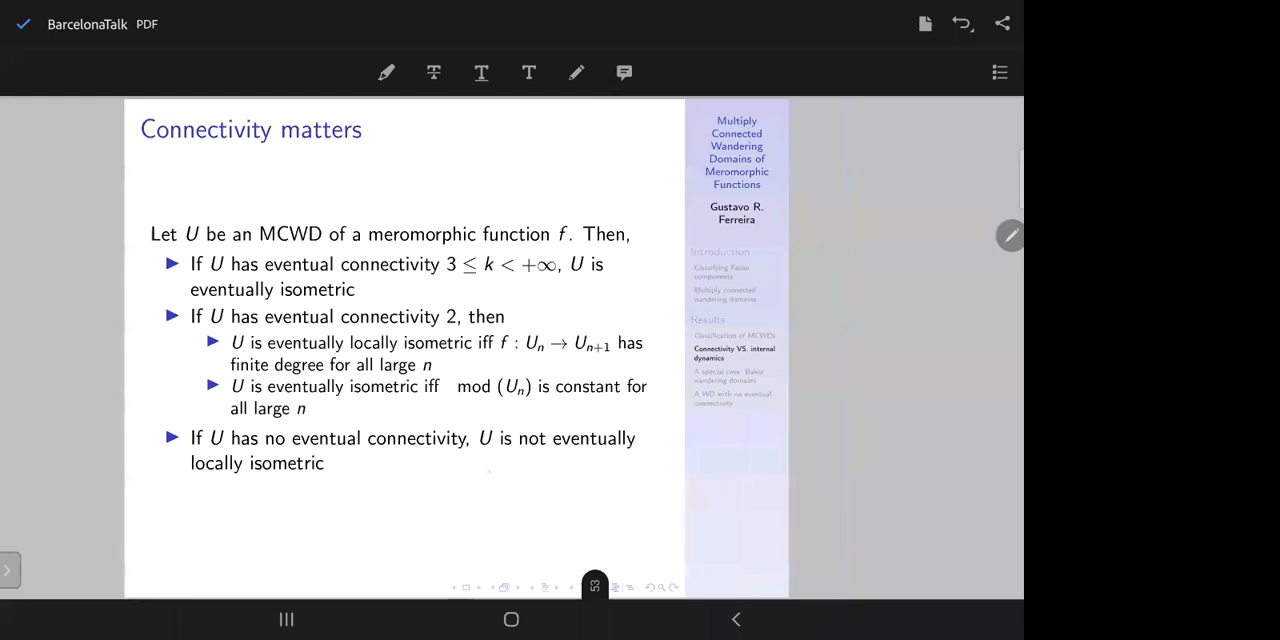 BarcelonaTalk PDF
Connectivity matters
Let U be an MCWD of a meromorphic function f. Then,
▶ If U has eventual connectivity 3 ≤ k < +∞, U is
eventually isometric
▶ If U has eventual connectivity 2, then
▶ U is eventually locally isometric iff f : Uₙ → Uₙ₊₁ has
finite degree for all large n
▶ U is eventually isometric iff mod (Uₙ) is constant for
all large n
▶ If U has no eventual connectivity, U is not eventually
locally isometric
Multiply
Connected
Wandering
Domains of
Meromorphic
Functions
Gustavo R.
Ferreira
Introduction
Classifying Fatou
components
Multiply connected
wandering domains
Results
Classification of MCWDs
Connectivity VS. internal
dynamics
A special case: Baker
wandering domains
A WD with no eventual
connectivity
53